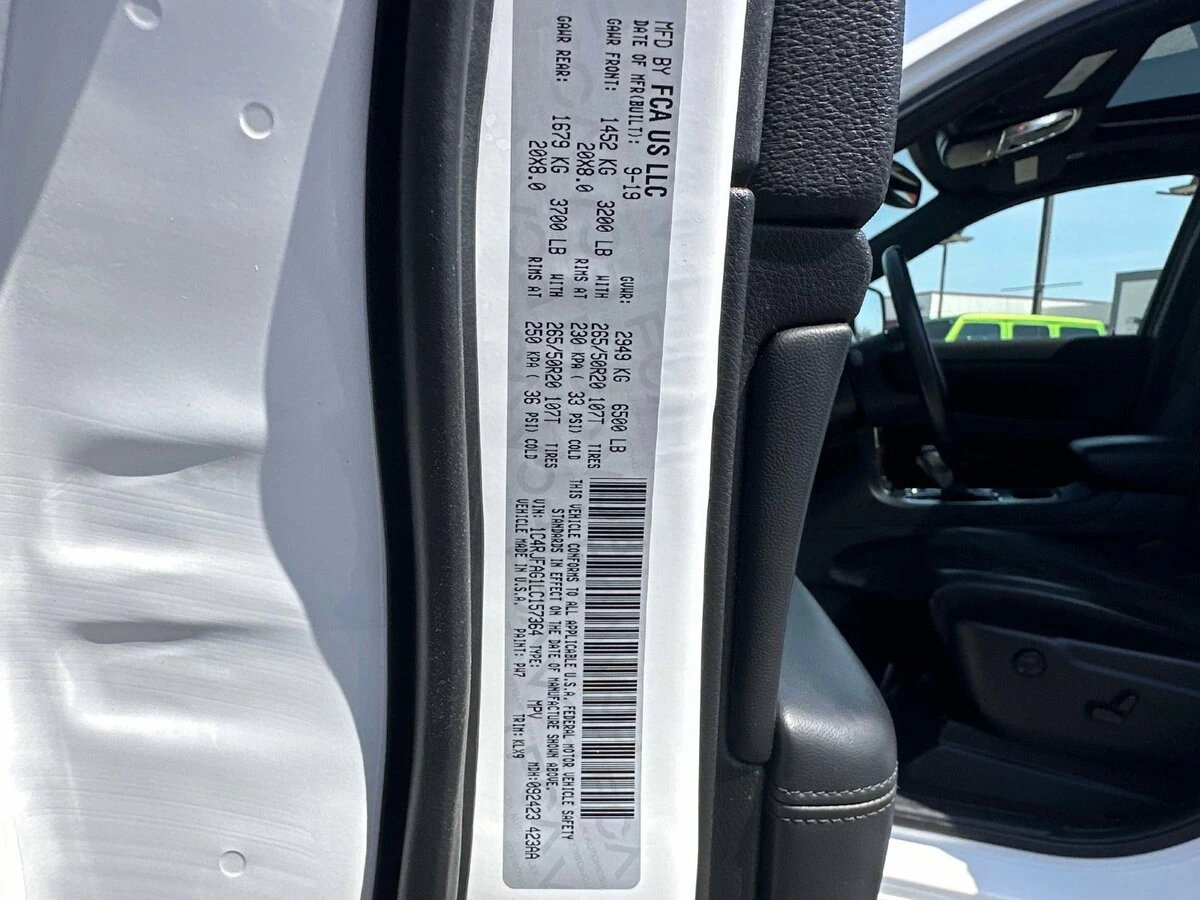 MFD BY FCA US LLC
DATE OF MFR(BUILT): 9-19 GVWR: 2949 KG 6500 LB
GAWR FRONT: 1452 KG 3200 LB WITH 265/50R20 107T TIRES
20X8.0 RIMS AT 230 KPA ( 33 PSI) COLD
GAWR REAR: 1679 KG 3700 LB WITH 265/50R20 107T TIRES
20X8.0 RIMS AT 250 KPA ( 36 PSI) COLD
THIS VEHICLE CONFORMS TO ALL APPLICABLE U.S.A. FEDERAL MOTOR VEHICLE SAFETY
STANDARDS IN EFFECT ON THE DATE OF MANUFACTURE SHOWN ABOVE.
VIN: 1C4RJFAG1LC157364 TYPE: MPV MDH:092423 423AA
VEHICLE MADE IN U.S.A. PAINT: PW7 TRIM:KLX9